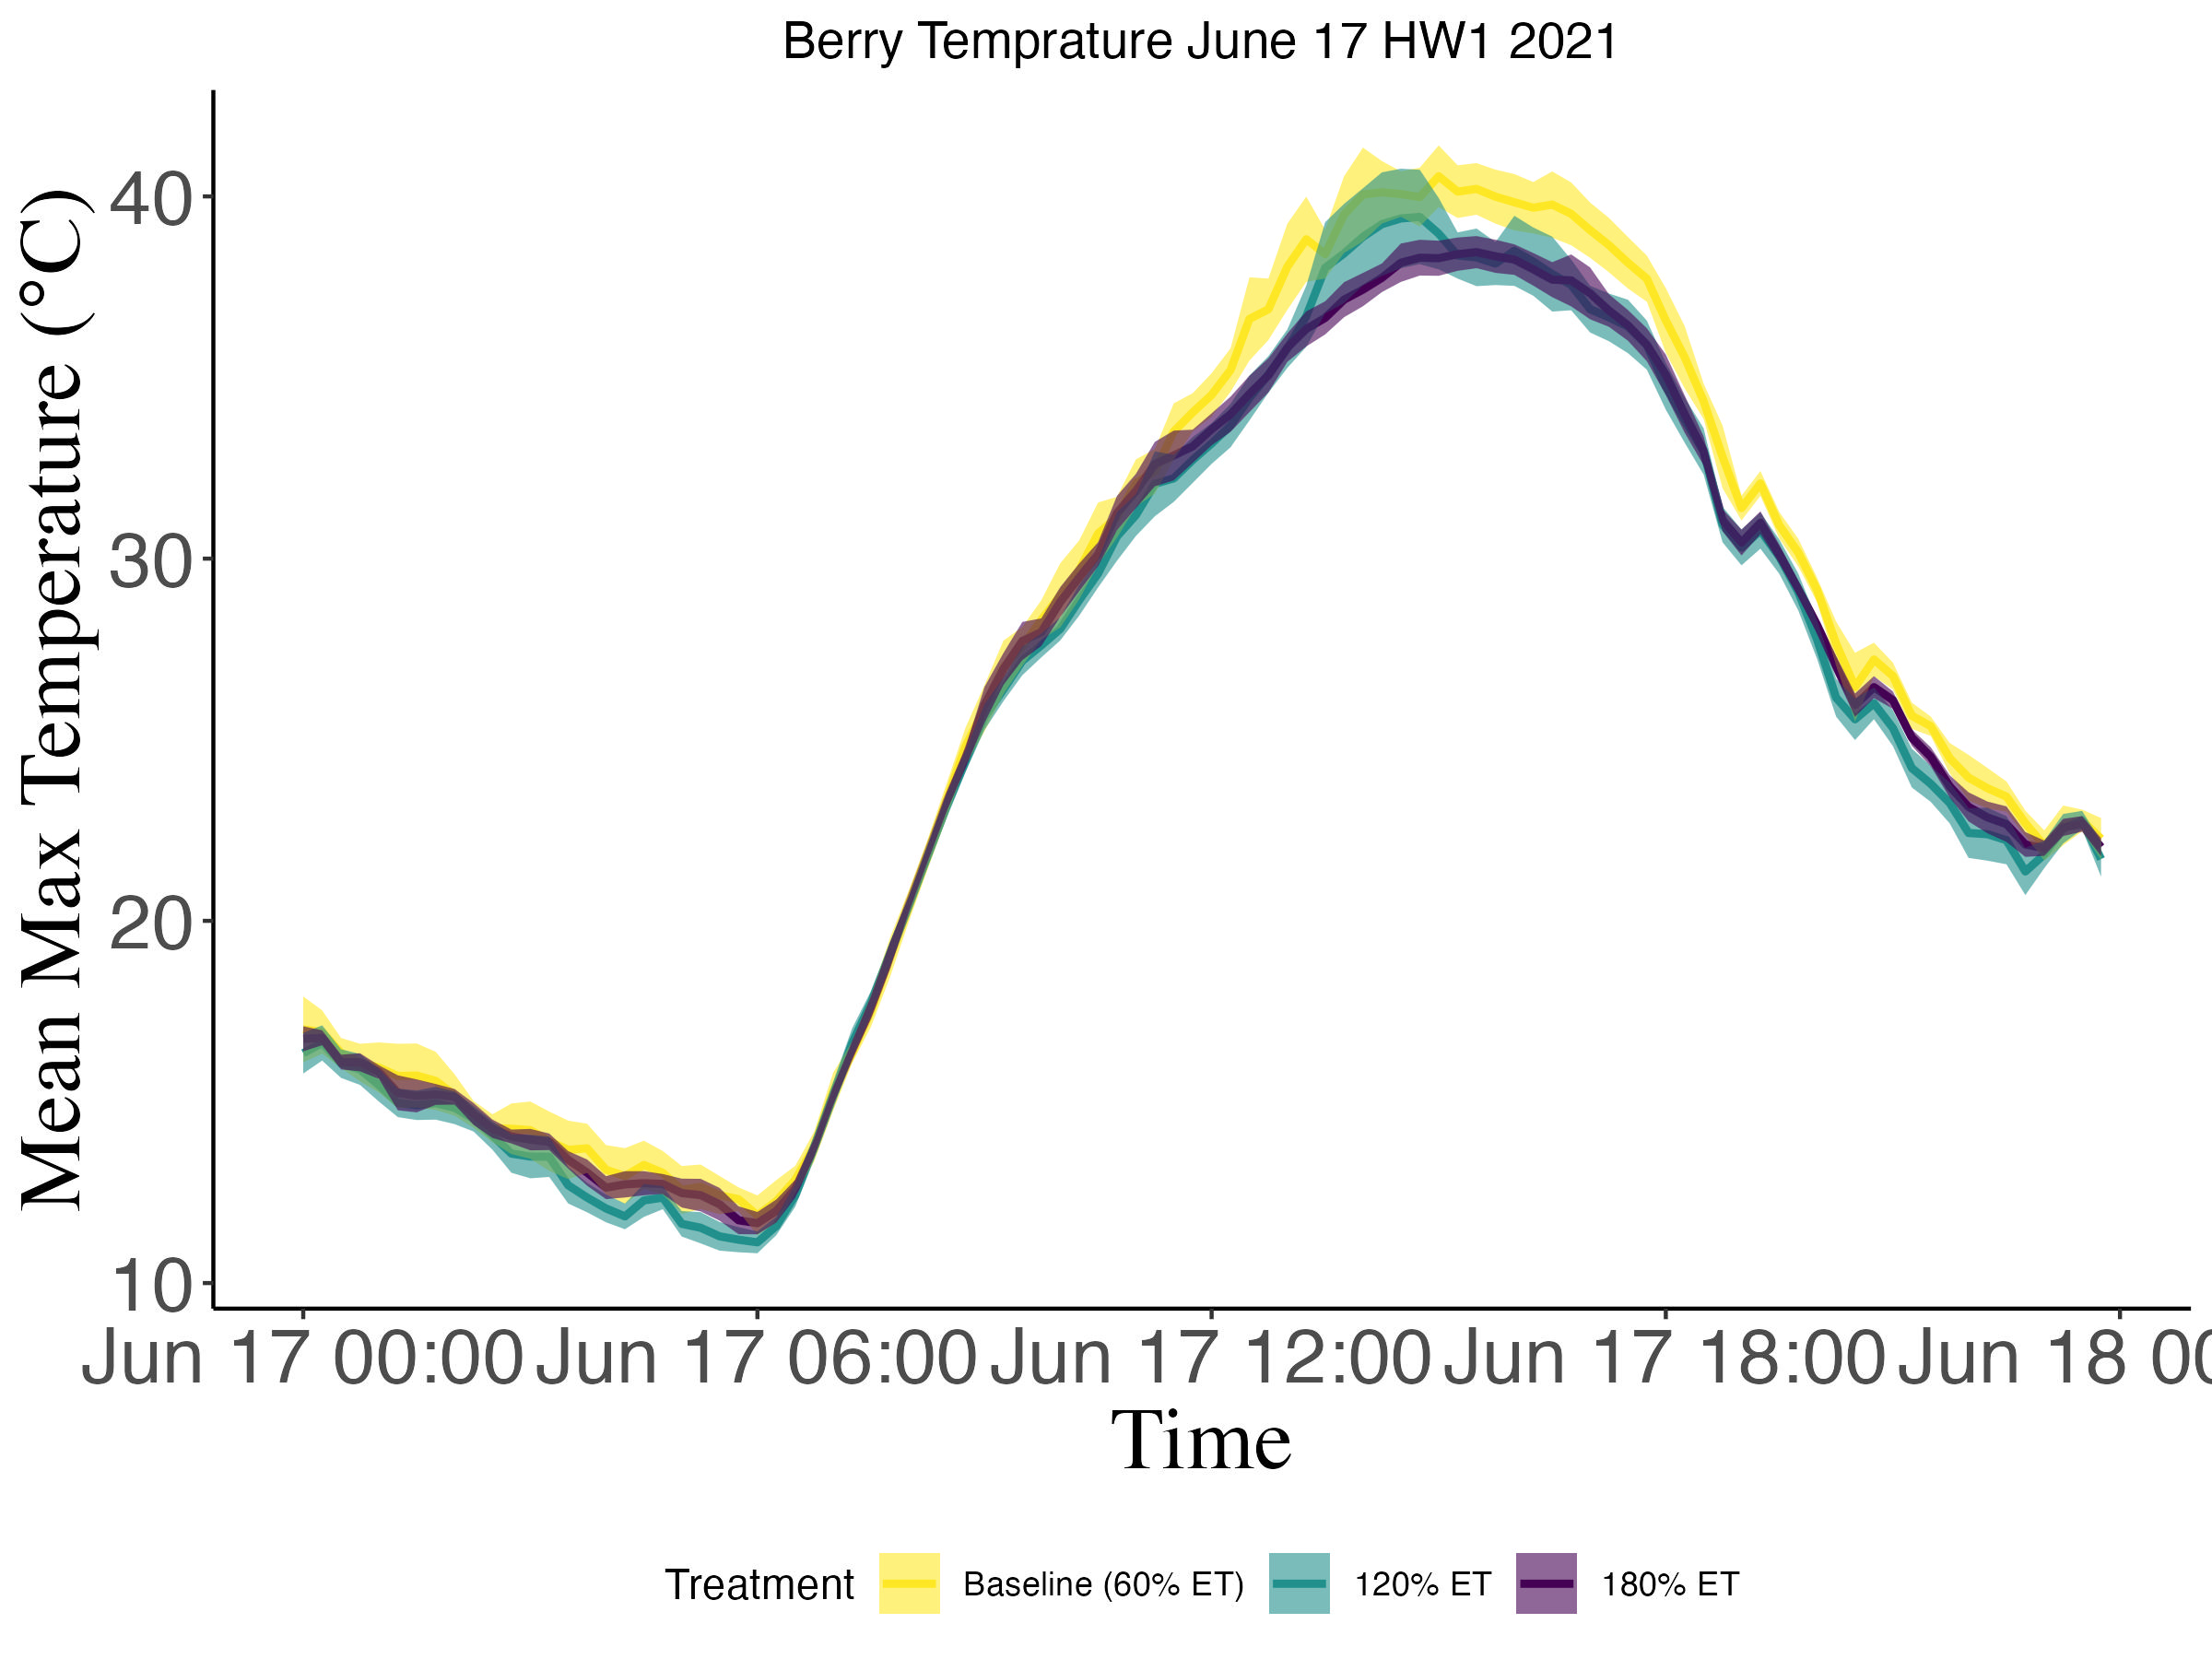 Berry Temprature June 17 HW1 2021
Mean Max Temperature (°C)
40
30
20
10
Jun 17 00:00 Jun 17 06:00 Jun 17 12:00 Jun 17 18:00 Jun 18 00
Time
Treatment Baseline (60% ET) 120% ET 180% ET